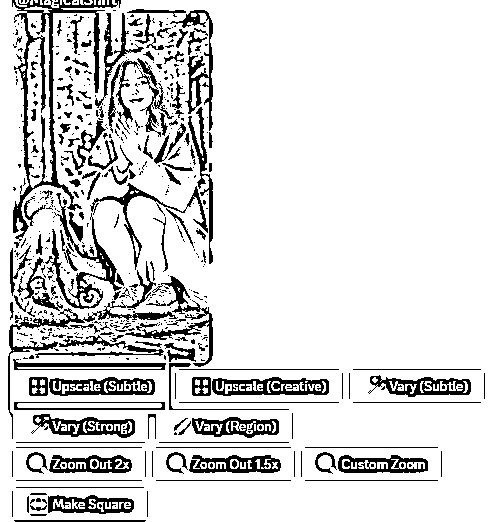 @MagicalShift
Upscale (Subtle) Upscale (Creative) Vary (Subtle)
Vary (Strong) Vary (Region)
Zoom Out 2x Zoom Out 1.5x Custom Zoom
Make Square